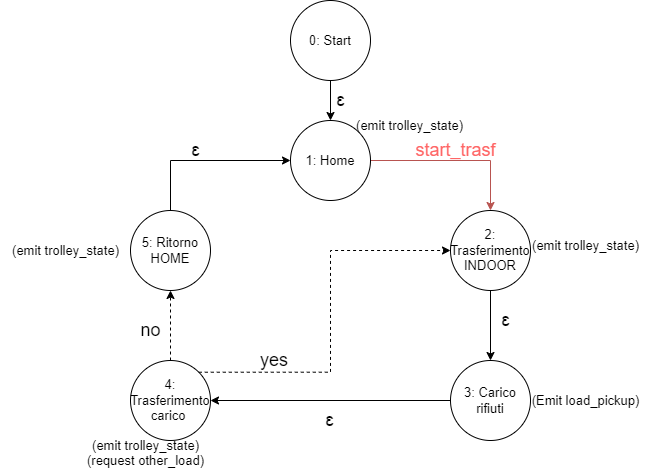 0: Start
ε
(emit trolley_state)
1: Home
start_trasf
ε
(emit trolley_state)
5: Ritorno
HOME
2:
Trasferimento
INDOOR
(emit trolley_state)
ε
no
yes
4:
Trasferimento
carico
3: Carico
rifiuti
(Emit load_pickup)
ε
(emit trolley_state)
(request other_load)